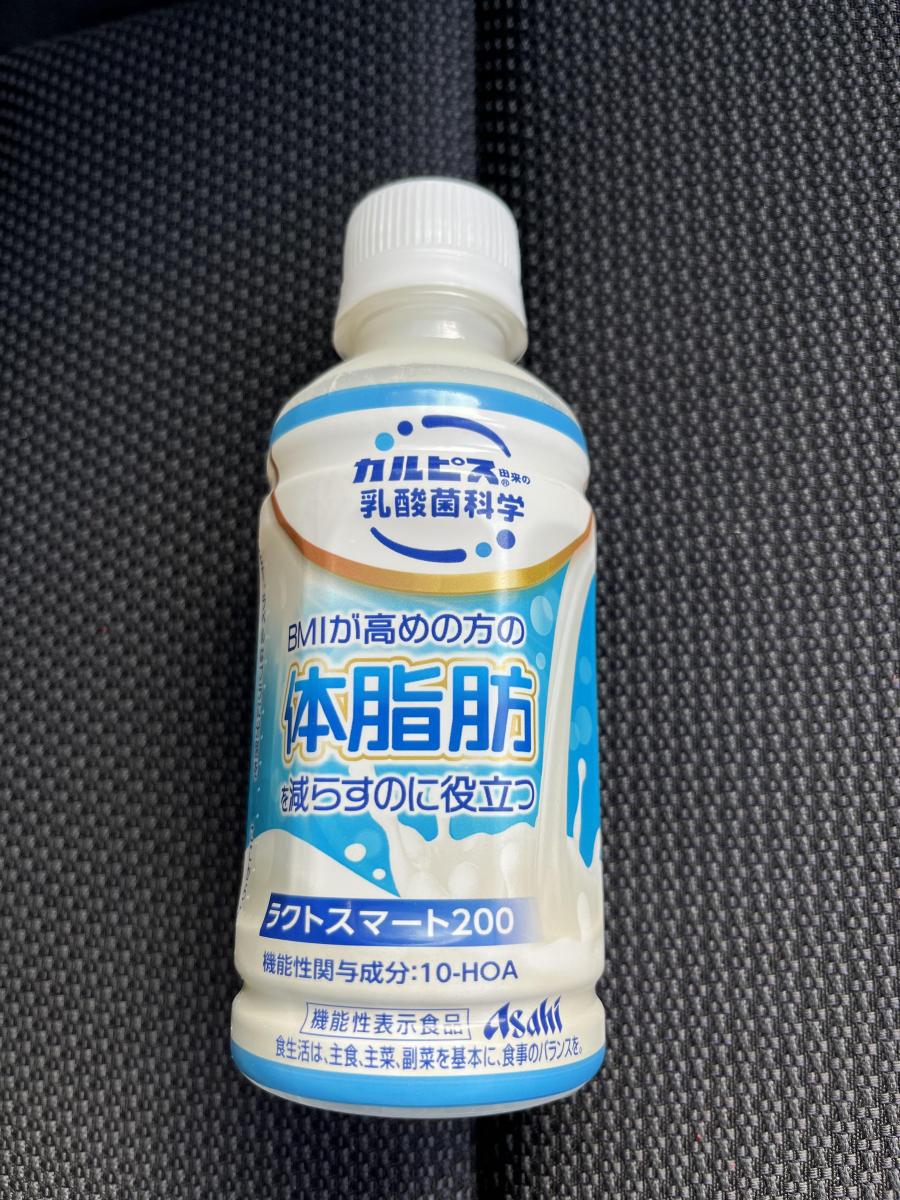 カルピス®由来の
乳酸菌科学
BMIが高めの方の
体脂肪
を減らすのに役立つ
ラクトスマート200
機能性関与成分:10-HOA
機能性表示食品 Asahi
食生活は、主食、主菜、副菜を基本に、食事のバランスを。